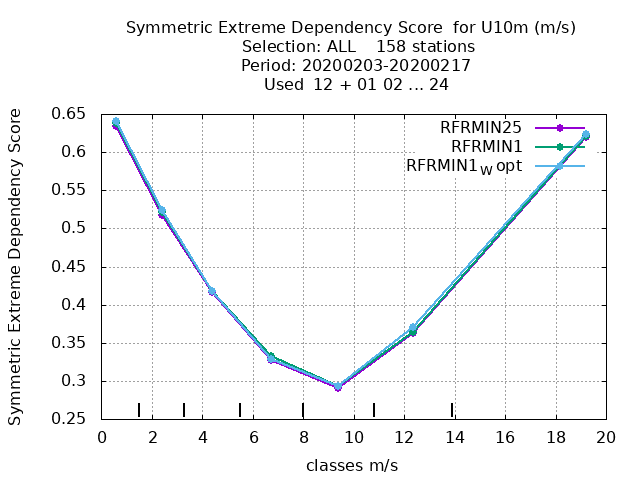 Symmetric Extreme Dependency Score  for U10m (m/s)
Selection: ALL    158 stations
Period: 20200203-20200217
Used  12 + 01 02 ... 24
Symmetric Extreme Dependency Score
0.65
0.6
0.55
0.5
0.45
0.4
0.35
0.3
0.25
RFRMIN25
RFRMIN1
RFRMIN1W opt
0 2 4 6 8 10 12 14 16 18 20
classes m/s